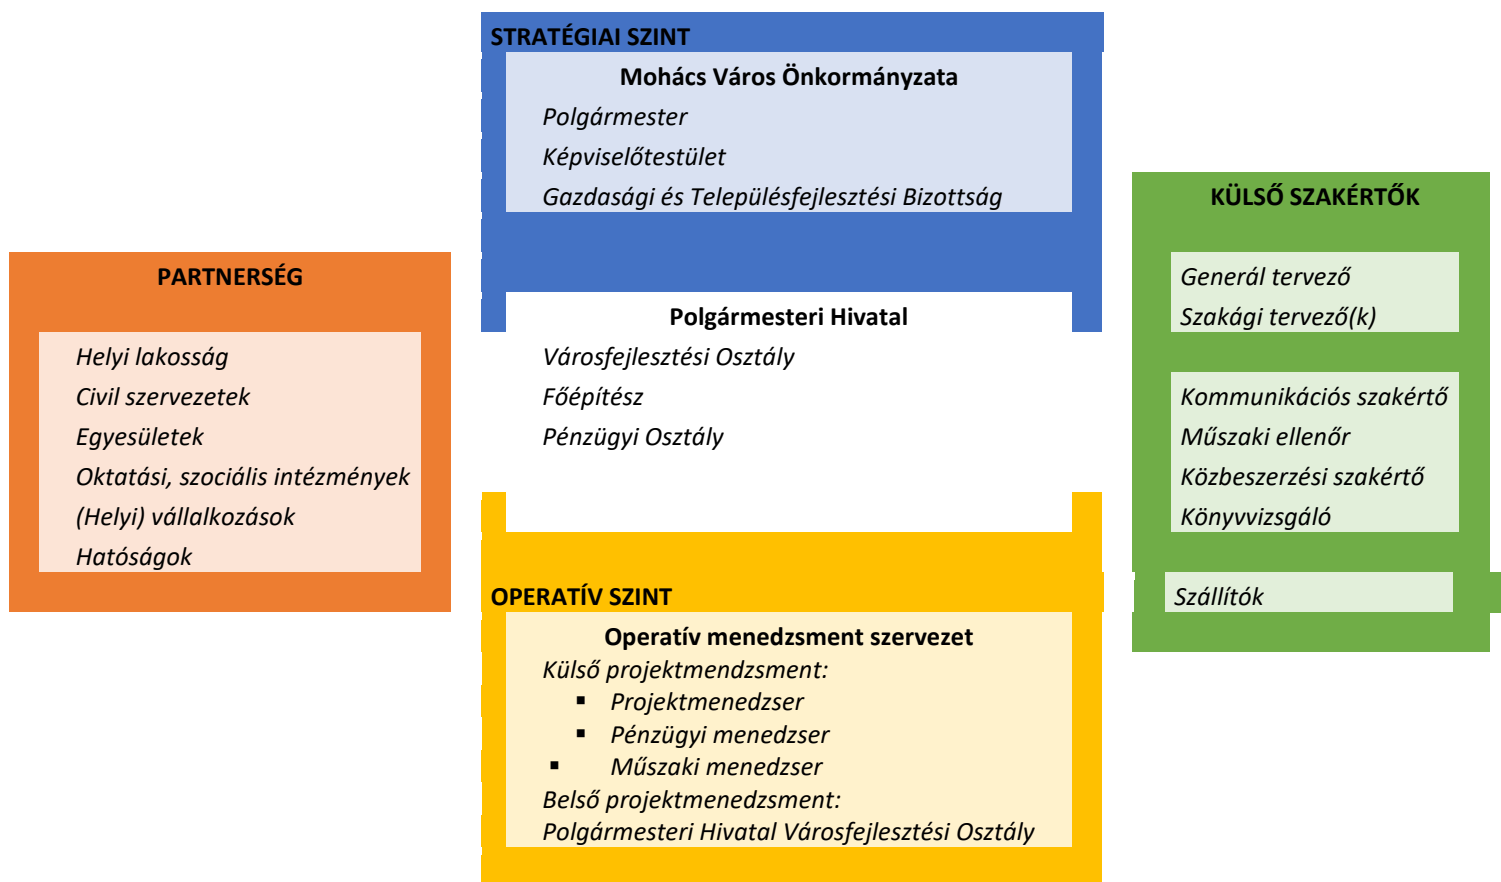 STRATÉGIAI SZINT
Mohács Város Önkormányzata
Polgármester
Képviselőtestület
Gazdasági és Településfejlesztési Bizottság
Polgármesteri Hivatal
Városfejlesztési Osztály
Főépítész
Pénzügyi Osztály
OPERATÍV SZINT
Operatív menedzsment szervezet
Külső projektmendzsment:
▪ Projektmenedzser
▪ Pénzügyi menedzser
▪ Műszaki menedzser
Belső projektmenedzsment:
Polgármesteri Hivatal Városfejlesztési Osztály
PARTNERSÉG
Helyi lakosság
Civil szervezetek
Egyesületek
Oktatási, szociális intézmények
(Helyi) vállalkozások
Hatóságok
KÜLSŐ SZAKÉRTŐK
Generál tervező
Szakági tervező(k)
Kommunikációs szakértő
Műszaki ellenőr
Közbeszerzési szakértő
Könyvvizsgáló
Szállítók